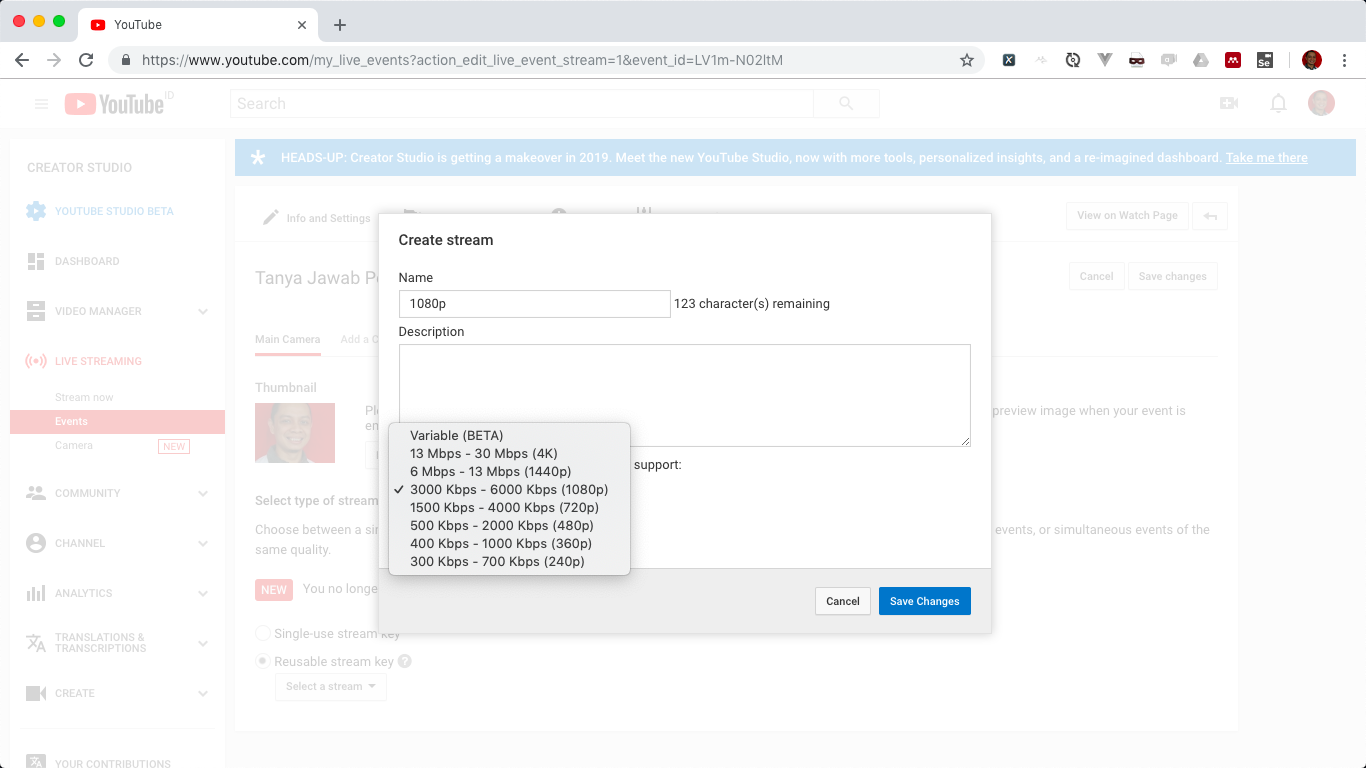 YouTube
https://www.youtube.com/my_live_events?action_edit_live_event_stream=1&event_id=LV1m-N02ItM
YouTube ID
Search
CREATOR STUDIO
HEADS-UP: Creator Studio is getting a makeover in 2019. Meet the new YouTube Studio, now with more tools, personalized insights, and a re-imagined dashboard. Take me there
YOUTUBE STUDIO BETA
DASHBOARD
VIDEO MANAGER
LIVE STREAMING
Stream now
Events
Camera
NEW
COMMUNITY
CHANNEL
ANALYTICS
TRANSLATIONS &
TRANSCRIPTIONS
CREATE
YOUR CONTRIBUTIONS
Info and Settings
View on Watch Page
Tanya Jawab
Cancel
Save changes
Main Camera
Add a
Thumbnail
preview image when your event is
Select type of stream
Choose between a
events, or simultaneous events of the
same quality.
NEW
You no longe
Single-use stream key
Reusable stream key ?
Select a stream
Create stream
Name
1080p
123 character(s) remaining
Description
support:
Variable (BETA)
13 Mbps - 30 Mbps (4K)
6 Mbps - 13 Mbps (1440p)
✓ 3000 Kbps - 6000 Kbps (1080p)
1500 Kbps - 4000 Kbps (720p)
500 Kbps - 2000 Kbps (480p)
400 Kbps - 1000 Kbps (360p)
300 Kbps - 700 Kbps (240p)
Cancel
Save Changes